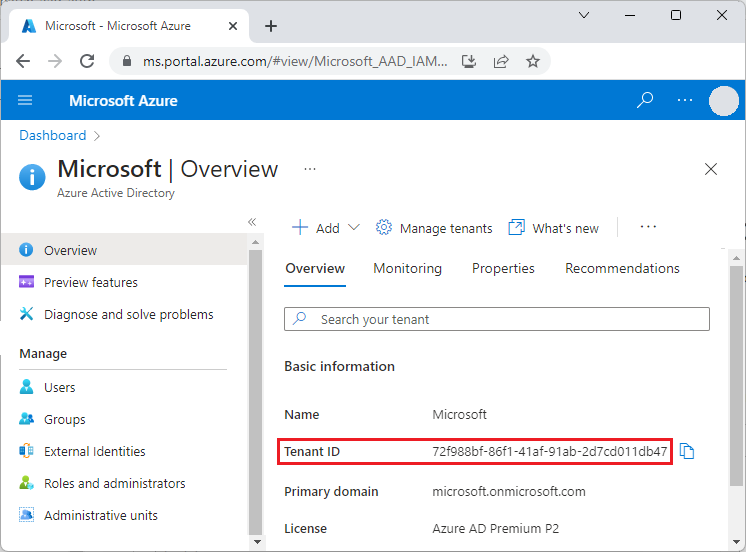 Microsoft - Microsoft Azure
ms.portal.azure.com/#view/Microsoft_AAD_IAM...
Microsoft Azure
Dashboard
Microsoft | Overview
Azure Active Directory
Add
Manage tenants
What's new
Overview
Preview features
Diagnose and solve problems
Manage
Users
Groups
External Identities
Roles and administrators
Administrative units
Overview Monitoring Properties Recommendations
Search your tenant
Basic information
Name Microsoft
Tenant ID 72f988bf-86f1-41af-91ab-2d7cd011db47
Primary domain microsoft.onmicrosoft.com
License Azure AD Premium P2